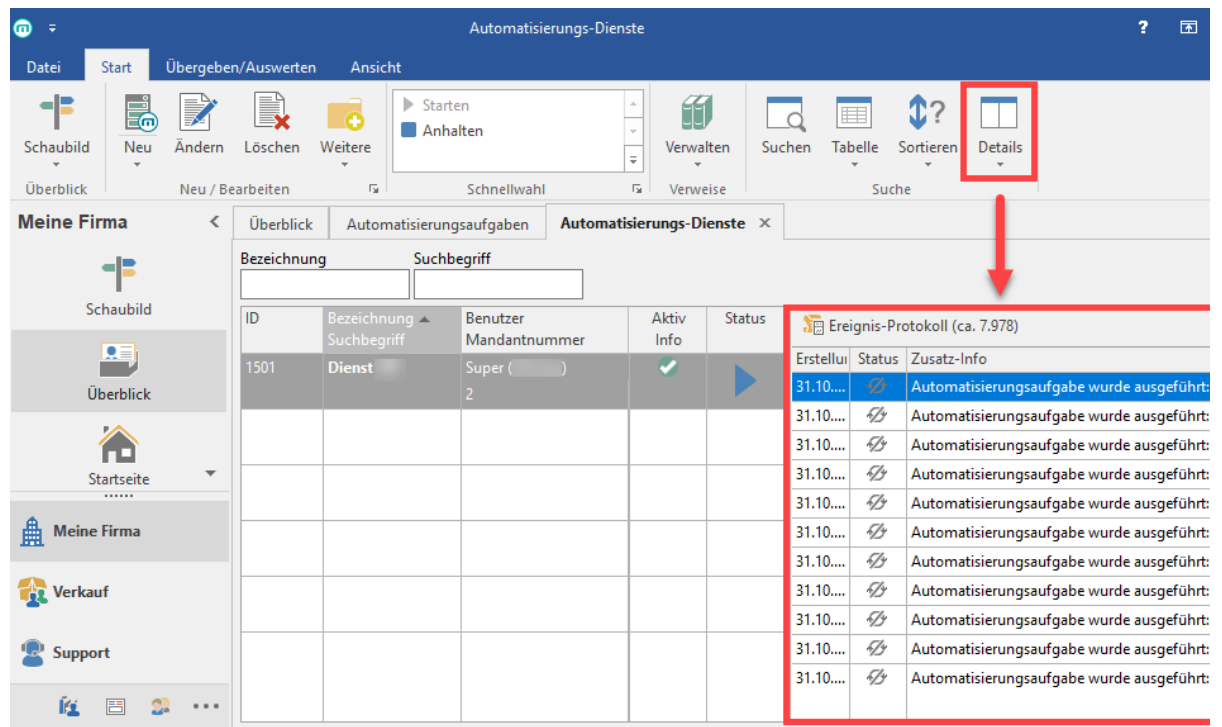 Automatisierungs-Dienste
?
Datei Start Übergeben/Auswerten Ansicht
Schaubild
Neu
Ändern
Löschen
Weitere
Starten
Anhalten
Verwalten
Suchen
Tabelle
Sortieren
Details
Überblick
Neu / Bearbeiten
Schnellwahl
Verweise
Suche
Meine Firma
Schaubild
Überblick
Startseite
Meine Firma
Verkauf
Support
Überblick Automatisierungsaufgaben Automatisierungs-Dienste
Bezeichnung Suchbegriff
ID Bezeichnung Benutzer Aktiv Status
Suchbegriff Mandantnummer Info
1501 Dienst Super ( )
2
Ereignis-Protokoll (ca. 7.978)
Erstellu Status Zusatz-Info
31.10.... Automatisierungsaufgabe wurde ausgeführt:
31.10.... Automatisierungsaufgabe wurde ausgeführt:
31.10.... Automatisierungsaufgabe wurde ausgeführt:
31.10.... Automatisierungsaufgabe wurde ausgeführt:
31.10.... Automatisierungsaufgabe wurde ausgeführt:
31.10.... Automatisierungsaufgabe wurde ausgeführt:
31.10.... Automatisierungsaufgabe wurde ausgeführt:
31.10.... Automatisierungsaufgabe wurde ausgeführt:
31.10.... Automatisierungsaufgabe wurde ausgeführt:
31.10.... Automatisierungsaufgabe wurde ausgeführt:
31.10.... Automatisierungsaufgabe wurde ausgeführt: